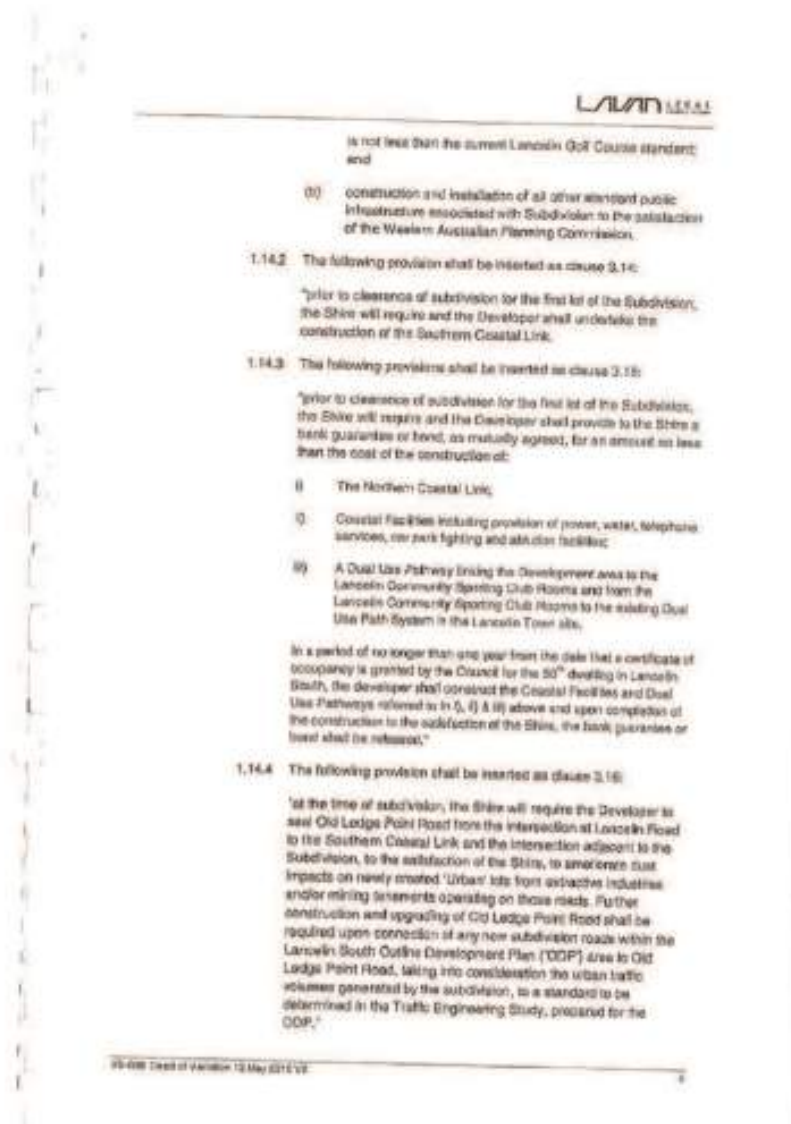 LAVAN LEGAL
is not less than the current Lancelin Golf Course standard;
and
(b) construction and installation of all other standard public
infrastructure associated with Subdivision to the satisfaction
of the Western Australian Planning Commission.
1.14.2 The following provision shall be inserted as clause 3.14:
"prior to clearance of subdivision for the first lot of the Subdivision,
the Shire will require and the Developer shall undertake the
construction of the Southern Coastal Link.
1.14.3 The following provisions shall be inserted as clause 3.15:
"prior to clearance of subdivision for the first lot of the Subdivision,
the Shire will require and the Developer shall provide to the Shire a
bank guarantee or bond, as mutually agreed, for an amount no less
than the cost of the construction of:
i) The Northern Coastal Link;
Coastal Facilities including provision of power, water, telephone
services, car park lighting and ablution facilities;
iii) A Dual Use Pathway linking the Development area to the
Lancelin Community Sporting Club Rooms and from the
Lancelin Community Sporting Club Rooms to the existing Dual
Use Path System in the Lancelin Town site.
In a period of no longer than one year from the date that a certificate of
occupancy is granted by the Council for the 50th dwelling in Lancelin
South, the developer shall construct the Coastal Facilities and Dual
Use Pathways referred to in i), ii) & iii) above and upon completion of
the construction to the satisfaction of the Shire, the bank guarantee or
bond shall be released."
1.14.4 The following provision shall be inserted as clause 3.16:
"at the time of subdivision, the Shire will require the Developer to
seal Old Ledge Point Road from the intersection at Lancelin Road
to the Southern Coastal Link and the intersection adjacent to the
Subdivision, to the satisfaction of the Shire, to ameliorate dust
impacts on newly created 'Urban' lots from extractive industries
and/or mining tenements operating on those roads. Further
construction and upgrading of Old Ledge Point Road shall be
required upon connection of any new subdivision roads within the
Lancelin South Outline Development Plan ('ODP') area to Old
Ledge Point Road, taking into consideration the urban traffic
volumes generated by the subdivision, to a standard to be
determined in the Traffic Engineering Study, prepared for the
ODP."
Deed of Variation May 2010